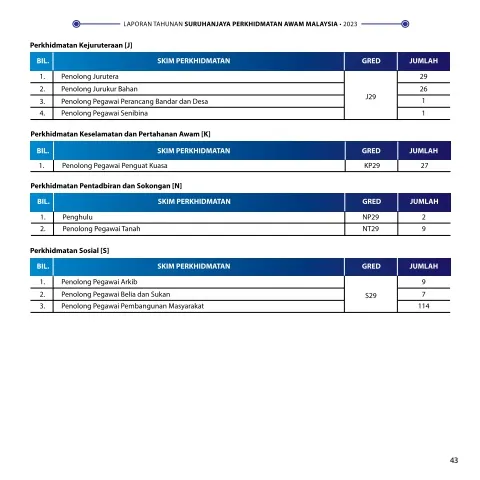 LAPORAN TAHUNAN SURUHANJAYA PERKHIDMATAN AWAM MALAYSIA • 2023
Perkhidmatan Kejuruteraan [J]
BIL. SKIM PERKHIDMATAN GRED JUMLAH
1. Penolong Jurutera J29 29
2. Penolong Jurukur Bahan 26
3. Penolong Pegawai Perancang Bandar dan Desa 1
4. Penolong Pegawai Senibina 1
Perkhidmatan Keselamatan dan Pertahanan Awam [K]
BIL. SKIM PERKHIDMATAN GRED JUMLAH
1. Penolong Pegawai Penguat Kuasa KP29 27
Perkhidmatan Pentadbiran dan Sokongan [N]
BIL. SKIM PERKHIDMATAN GRED JUMLAH
1. Penghulu NP29 2
2. Penolong Pegawai Tanah NT29 9
Perkhidmatan Sosial [S]
BIL. SKIM PERKHIDMATAN GRED JUMLAH
1. Penolong Pegawai Arkib S29 9
2. Penolong Pegawai Belia dan Sukan 7
3. Penolong Pegawai Pembangunan Masyarakat 114
43